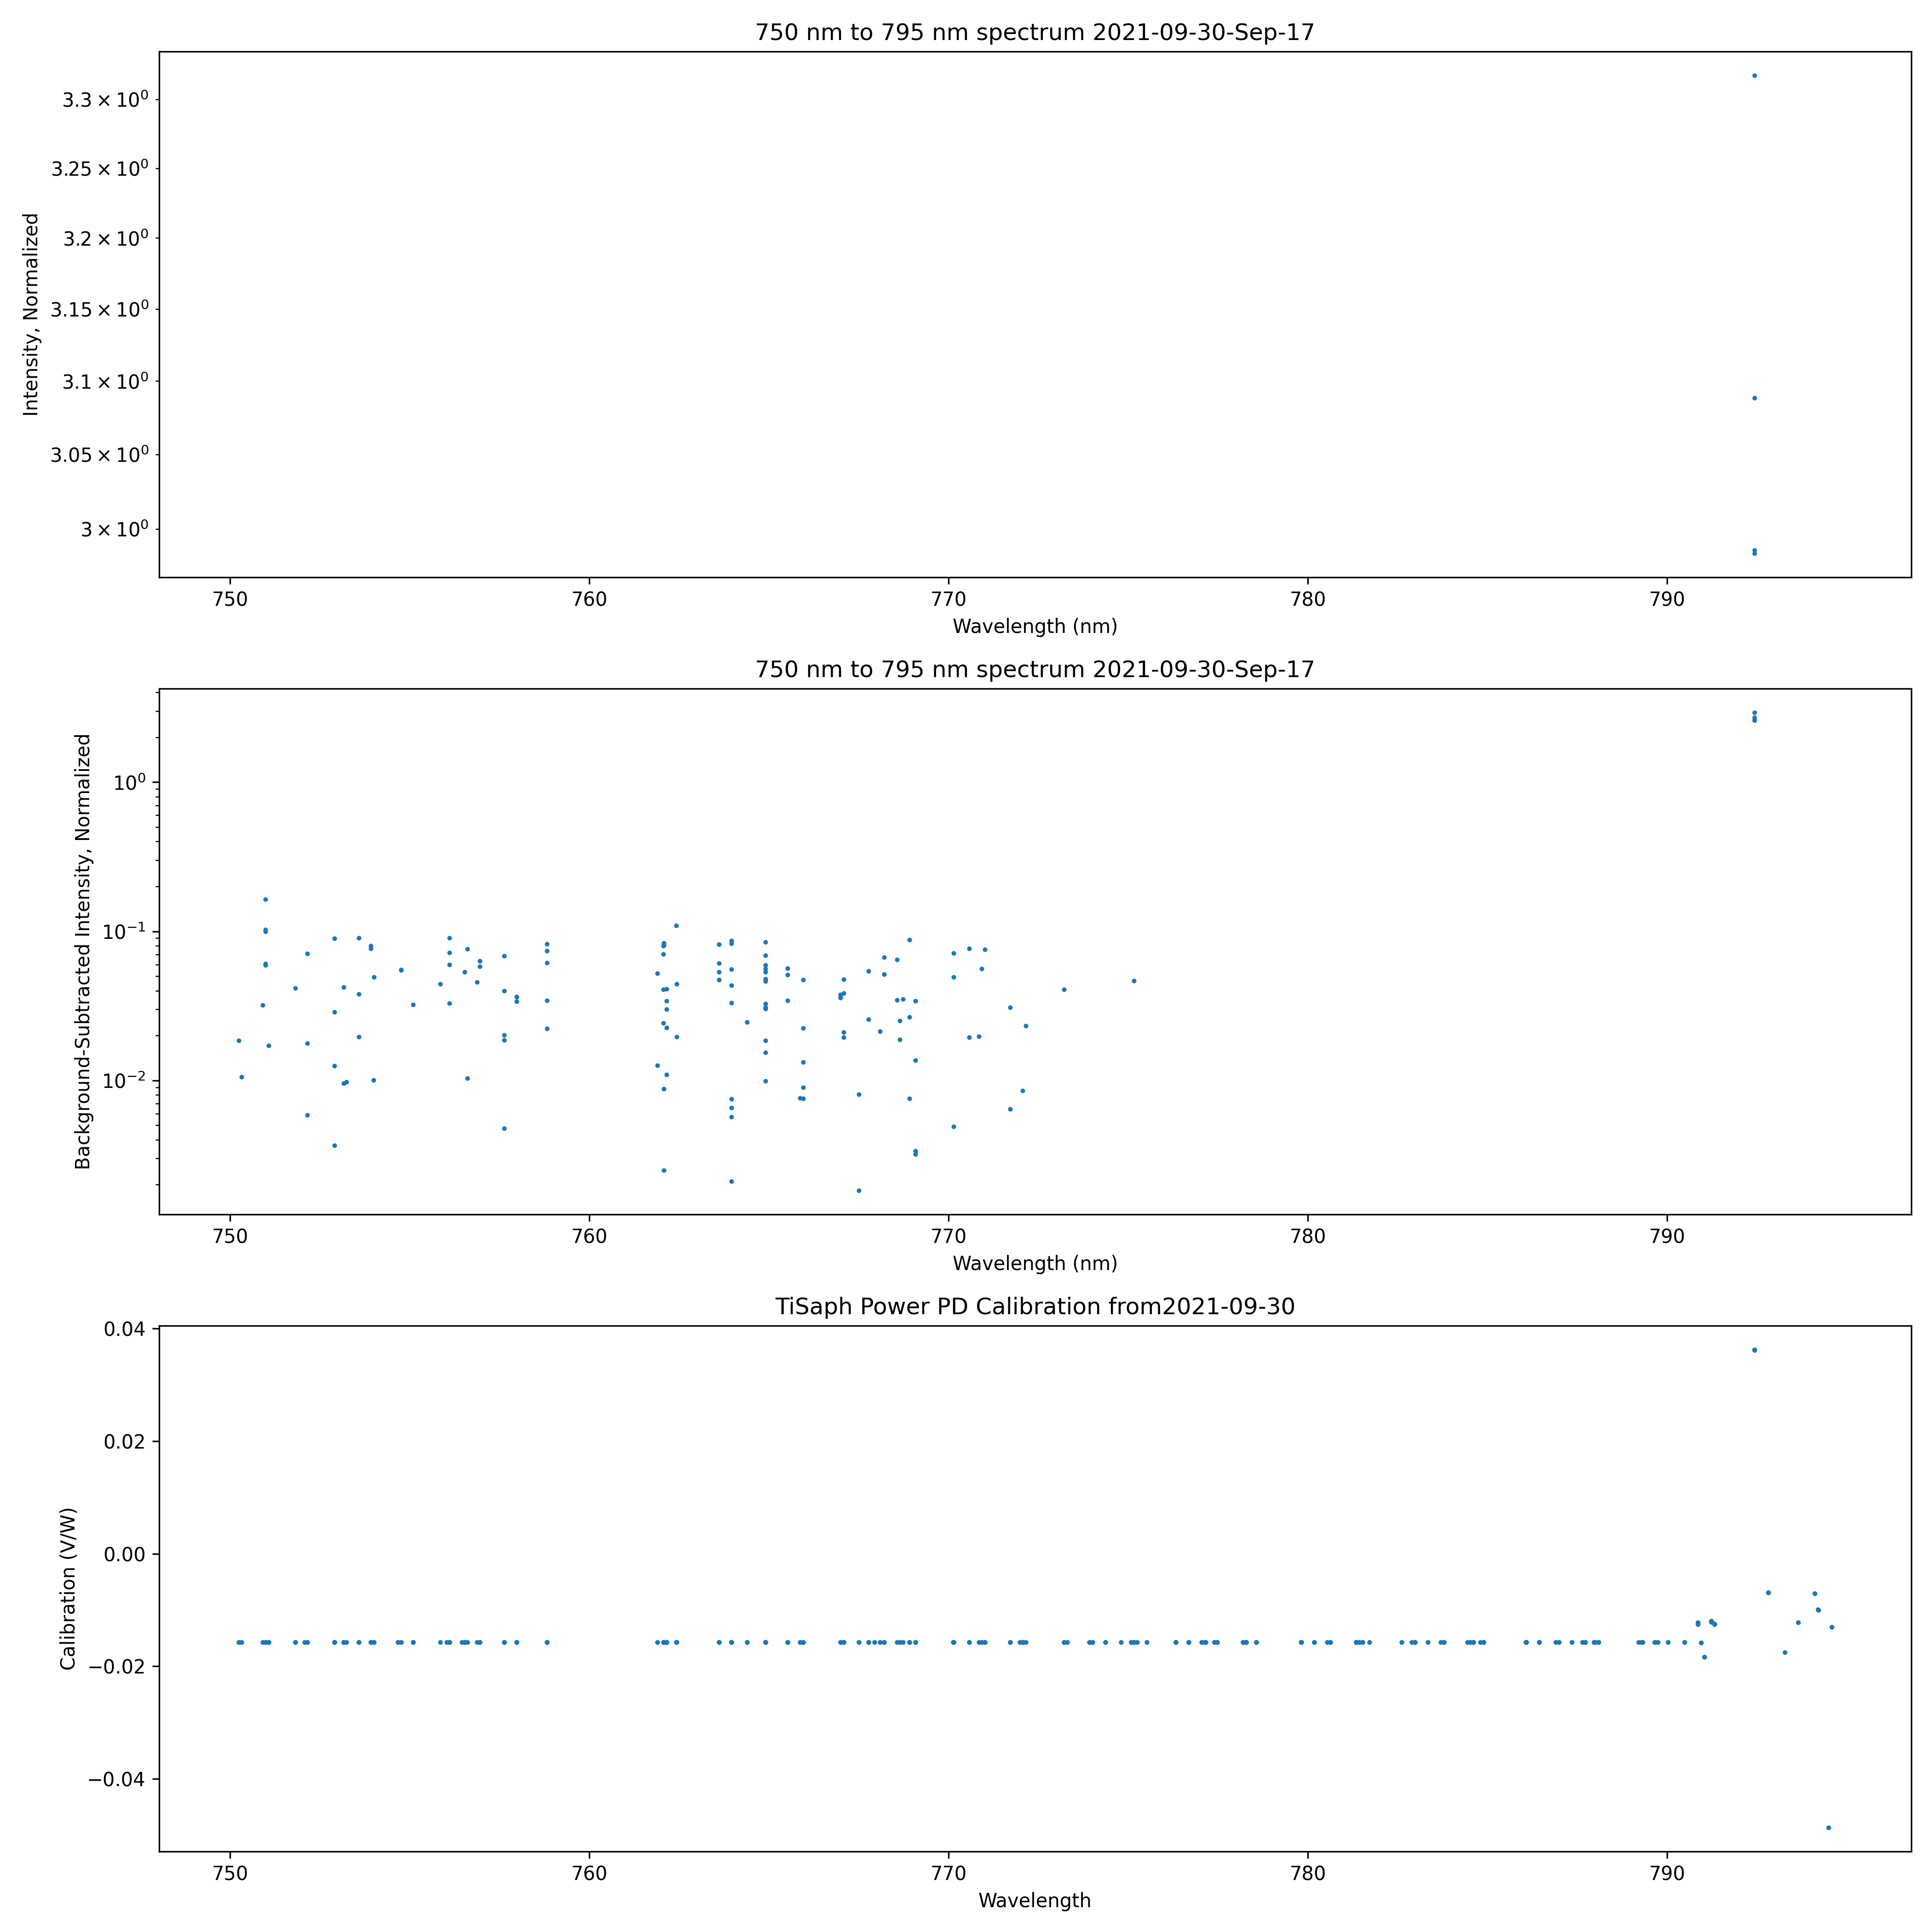 750 nm to 795 nm spectrum 2021-09-30-Sep-17
Intensity, Normalized
3.3 × 10⁰
3.25 × 10⁰
3.2 × 10⁰
3.15 × 10⁰
3.1 × 10⁰
3.05 × 10⁰
3 × 10⁰
750 760 770 780 790
Wavelength (nm)
750 nm to 795 nm spectrum 2021-09-30-Sep-17
Background-Subtracted Intensity, Normalized
10⁰
10⁻¹
10⁻²
750 760 770 780 790
Wavelength (nm)
TiSaph Power PD Calibration from2021-09-30
Calibration (V/W)
0.04
0.02
0.00
−0.02
−0.04
750 760 770 780 790
Wavelength